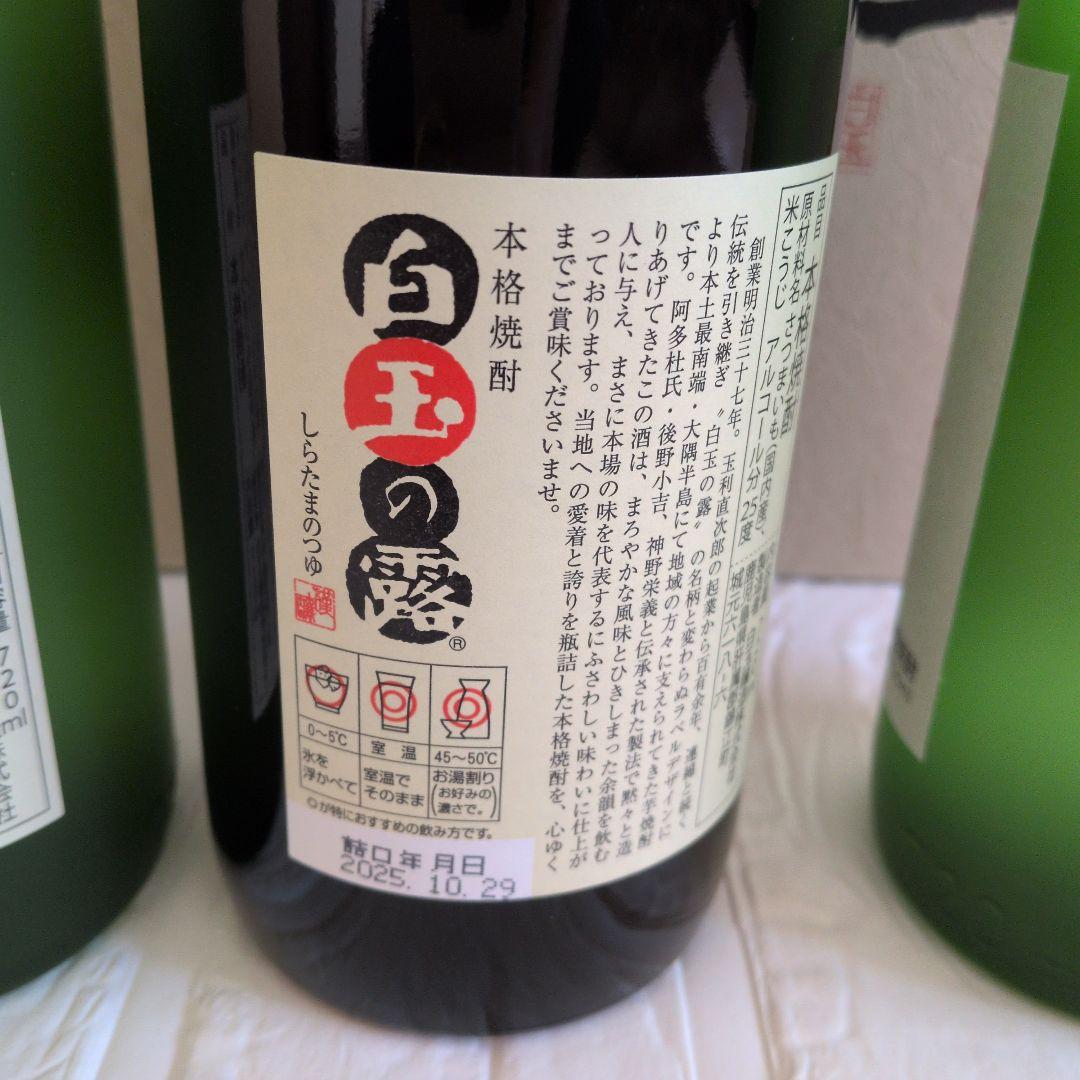 品目 本格焼酎
原材料名 さつまいも(国内産)、
米こうじ アルコール分 25度
城元六一八-六
創業明治三十七年。玉利直次郎の起業から百有余年、連綿と続く
伝統を引き継ぎ〝白玉の露〟の名柄と変わらぬラベルデザインに
より本土最南端・大隅半島にて地域の方々に支えられてきた芋焼酎
です。阿多杜氏・後野小吉、神野栄義と伝承された製法で黙々と造
りあげてきたこの酒は、まろやかな風味とひきしまった余韻を飲む
人に与え、まさに本場の味を代表するにふさわしい味わいに仕上が
っております。当地への愛着と誇りを瓶詰した本格焼酎を、心ゆく
までご賞味くださいませ。
本格焼酎
白玉の露®
しらたまのつゆ
0〜5℃
氷を
浮かべて
室温
室温で
そのまま
45〜50℃
お湯割り
(お好みの
濃さで。)
◎が特におすすめの飲み方です。
詰口年月日
2025.10.29
容量 720ml
式会社